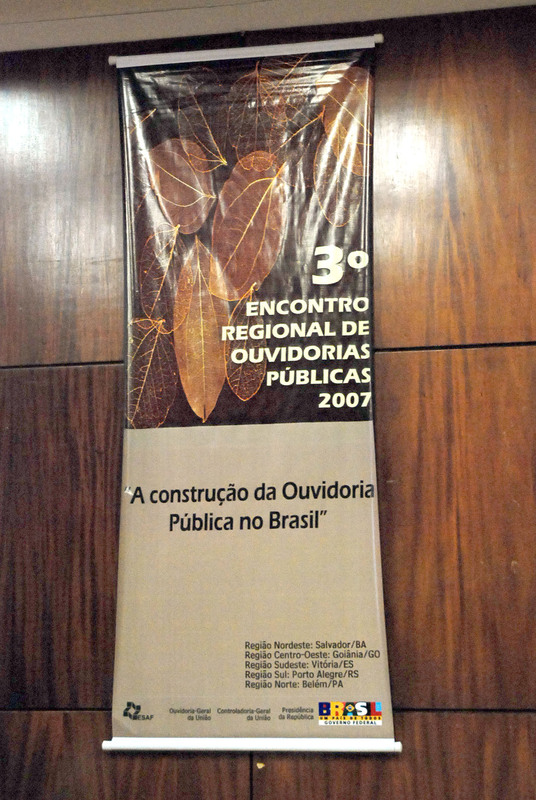 3º
ENCONTRO
REGIONAL DE
OUVIDORIAS
PÚBLICAS
2007
"A construção da Ouvidoria
Pública no Brasil"
Região Nordeste: Salvador/BA
Região Centro-Oeste: Goiânia/GO
Região Sudeste: Vitória/ES
Região Sul: Porto Alegre/RS
Região Norte: Belém/PA
ESAF
Ouvidoria-Geral
da União
Controladoria-Geral
da União
Presidência
da República
BRASIL
UM PAÍS DE TODOS
GOVERNO FEDERAL